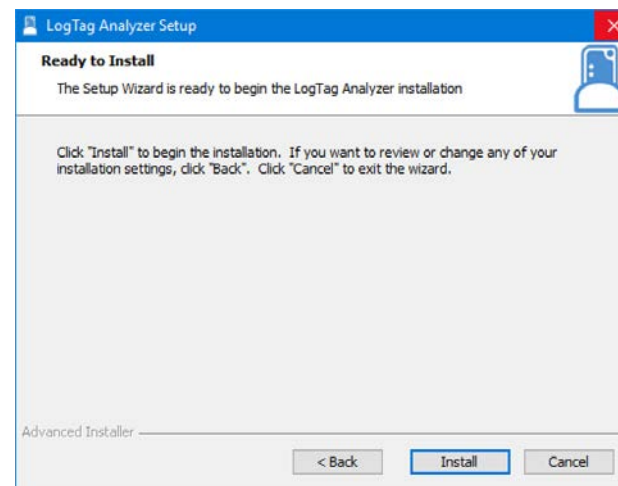 LogTag Analyzer Setup
Ready to Install
The Setup Wizard is ready to begin the LogTag Analyzer installation
Click "Install" to begin the installation. If you want to review or change any of your
installation settings, click "Back". Click "Cancel" to exit the wizard.
Advanced Installer
< Back Install Cancel